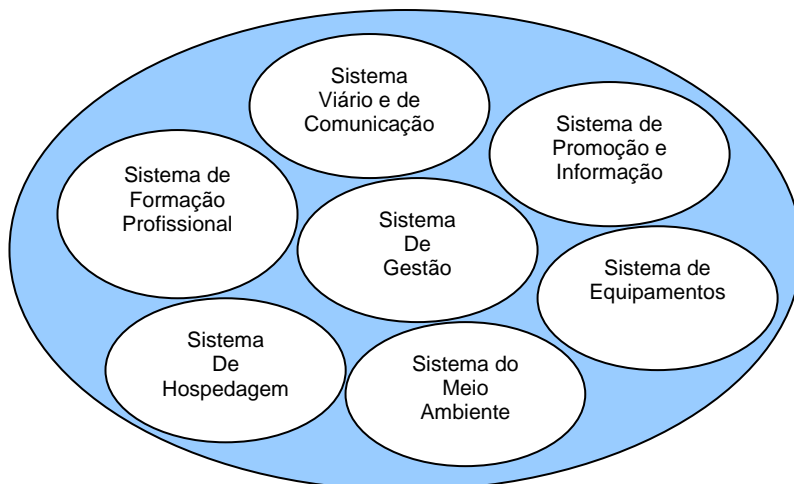 Sistema
Viário e de
Comunicação
Sistema de
Promoção e
Informação
Sistema de
Formação
Profissional
Sistema
De
Gestão
Sistema de
Equipamentos
Sistema
De
Hospedagem
Sistema do
Meio
Ambiente